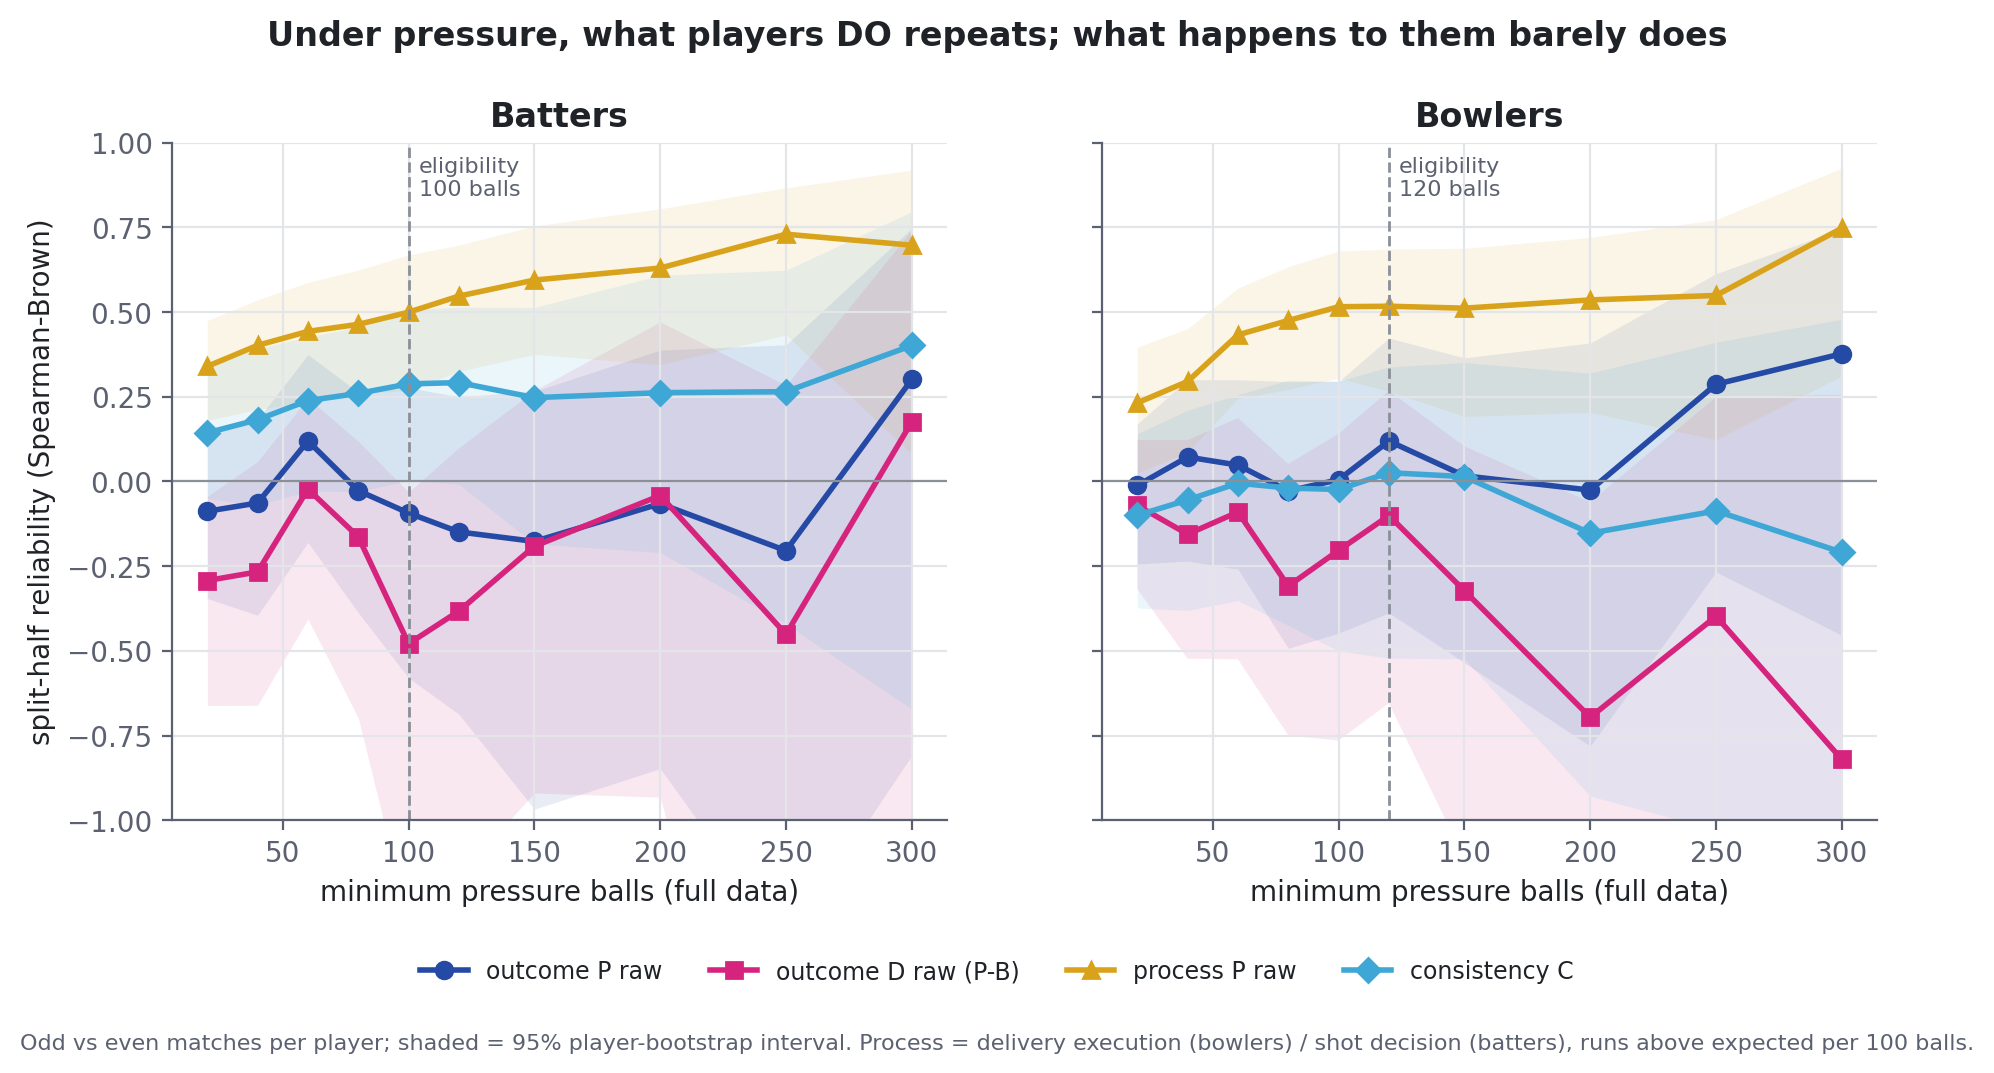 Under pressure, what players DO repeats; what happens to them barely does
Batters
Bowlers
split-half reliability (Spearman-Brown)
1.00
0.75
0.50
0.25
0.00
−0.25
−0.50
−0.75
−1.00
eligibility
100 balls
eligibility
120 balls
50 100 150 200 250 300
50 100 150 200 250 300
minimum pressure balls (full data)
minimum pressure balls (full data)
outcome P raw
outcome D raw (P-B)
process P raw
consistency C
Odd vs even matches per player; shaded = 95% player-bootstrap interval. Process = delivery execution (bowlers) / shot decision (batters), runs above expected per 100 balls.